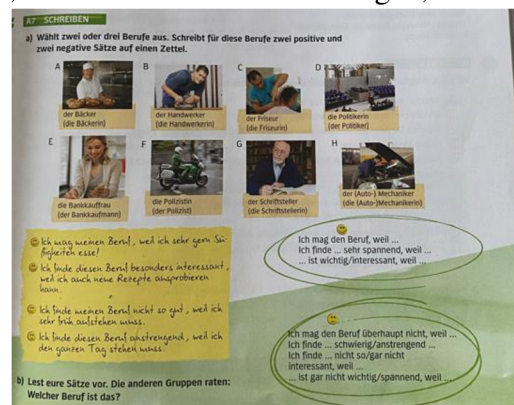 A7 SCHREIBEN
a) Wählt zwei oder drei Berufe aus. Schreibt für diese Berufe zwei positive und
zwei negative Sätze auf einen Zettel.
A
der Bäcker
(die Bäckerin)
B
der Handwerker
(die Handwerkerin)
C
der Friseur
(die Friseurin)
D
die Politikerin
(der Politiker)
E
die Bankkauffrau
(der Bankkaufmann)
F
die Polizistin
(der Polizist)
G
der Schriftsteller
(die Schriftstellerin)
H
der (Auto-) Mechaniker
(die (Auto-)Mechanikerin)
Ich mag meinen Beruf, weil ich sehr gern Sü-
ßigkeiten esse!
Ich finde diesen Beruf besonders interessant,
weil ich auch neue Rezepte ausprobieren
kann.
Ich finde meinen Beruf nicht so gut, weil ich
sehr früh aufstehen muss.
Ich finde diesen Beruf anstrengend, weil ich
den ganzen Tag stehen muss.
Ich mag den Beruf, weil ...
Ich finde ... sehr spannend, weil ...
... ist wichtig/interessant, weil ...
Ich mag den Beruf überhaupt nicht, weil ...
Ich finde ... schwierig/anstrengend ...
Ich finde ... nicht so/gar nicht
interessant, weil ...
... ist gar nicht wichtig/spannend, weil ...
b) Lest eure Sätze vor. Die anderen Gruppen raten:
Welcher Beruf ist das?